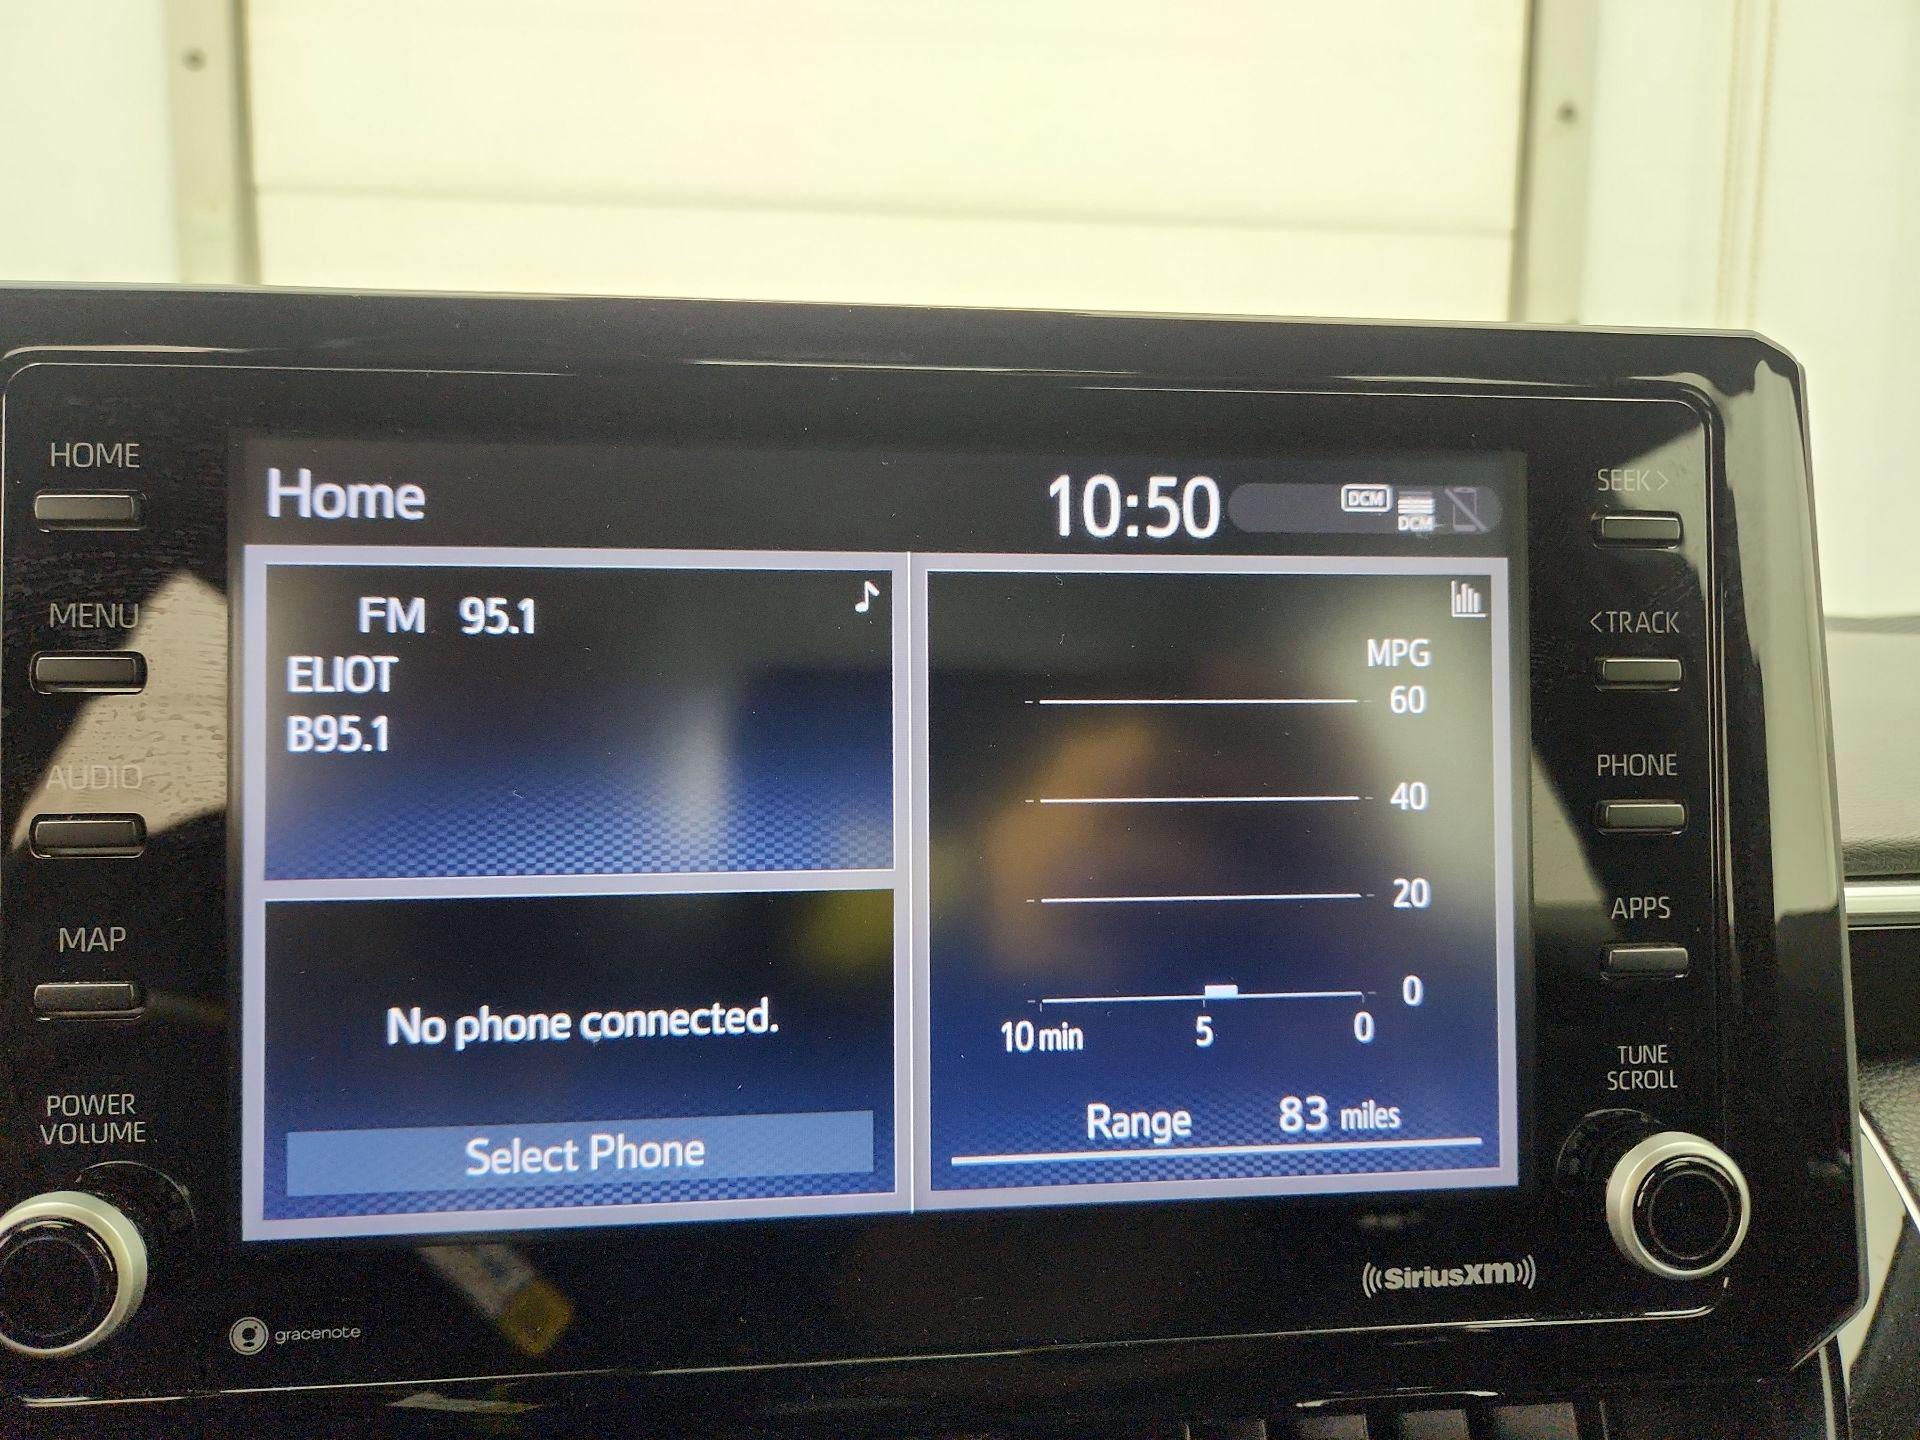 HOME
MENU
AUDIO
MAP
POWER
VOLUME
Home
10:50
DCM
DCM
FM 95.1
ELIOT
B95.1
No phone connected.
Select Phone
MPG
60
40
20
0
10 min 5 0
Range 83 miles
SEEK >
< TRACK
PHONE
APPS
TUNE
SCROLL
gracenote
((SiriusXM))